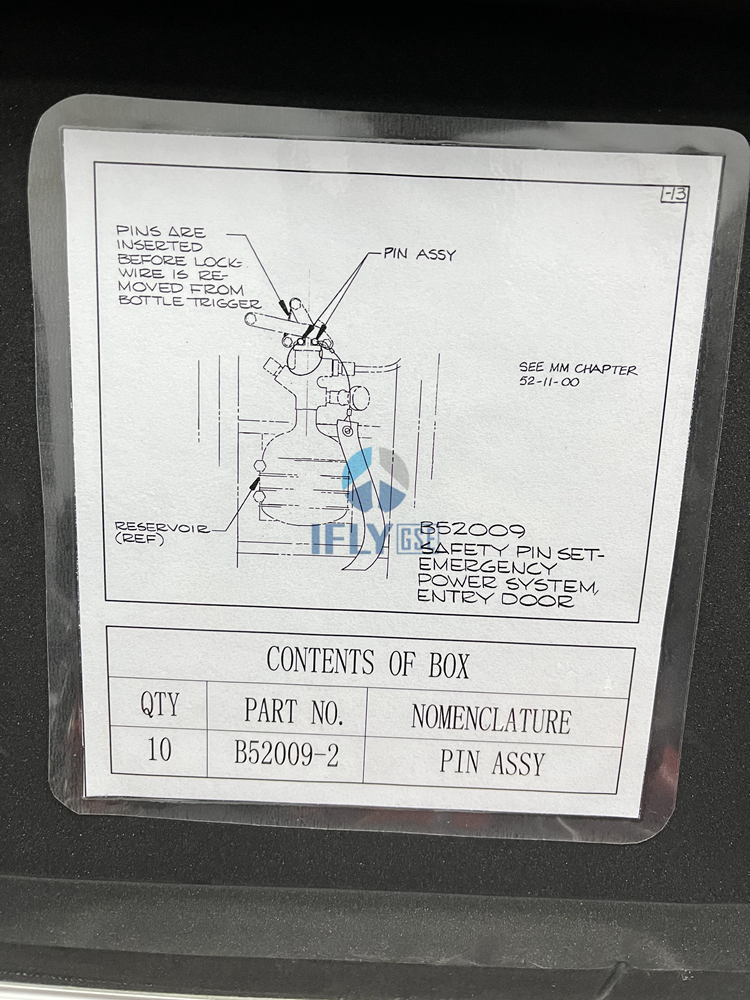 -13
PINS ARE
INSERTED
BEFORE LOCK-
WIRE IS RE-
MOVED FROM
BOTTLE TRIGGER
PIN ASSY
SEE MM CHAPTER
52-11-00
RESERVOIR
(REF)
IFLY GSE
B52009
SAFETY PIN SET-
EMERGENCY
POWER SYSTEM,
ENTRY DOOR
CONTENTS OF BOX
QTY PART NO. NOMENCLATURE
10 B52009-2 PIN ASSY